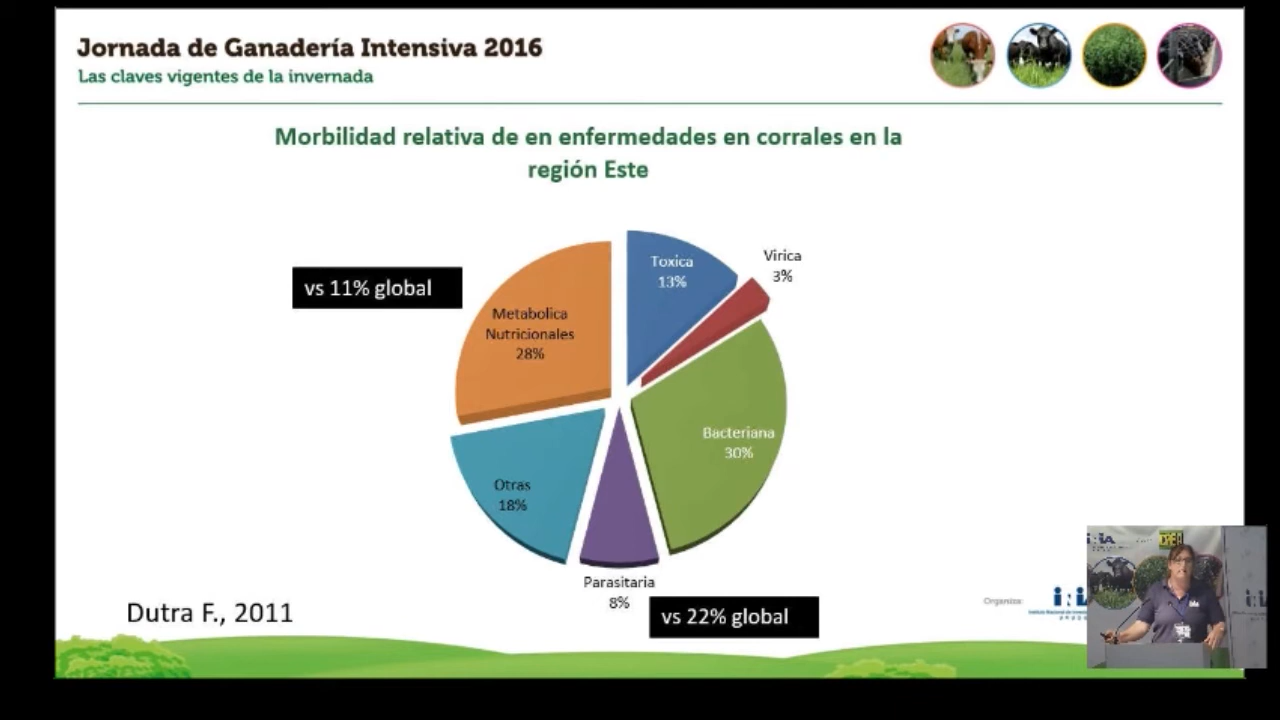 Jornada de Ganadería Intensiva 2016
Las claves vigentes de la invernada
Morbilidad relativa de en enfermedades en corrales en la
región Este
vs 11% global
Toxica
13%
Virica
3%
Metabolica
Nutricionales
28%
Bacteriana
30%
Otras
18%
Parasitaria
8%
vs 22% global
Dutra F., 2011
Organiza: